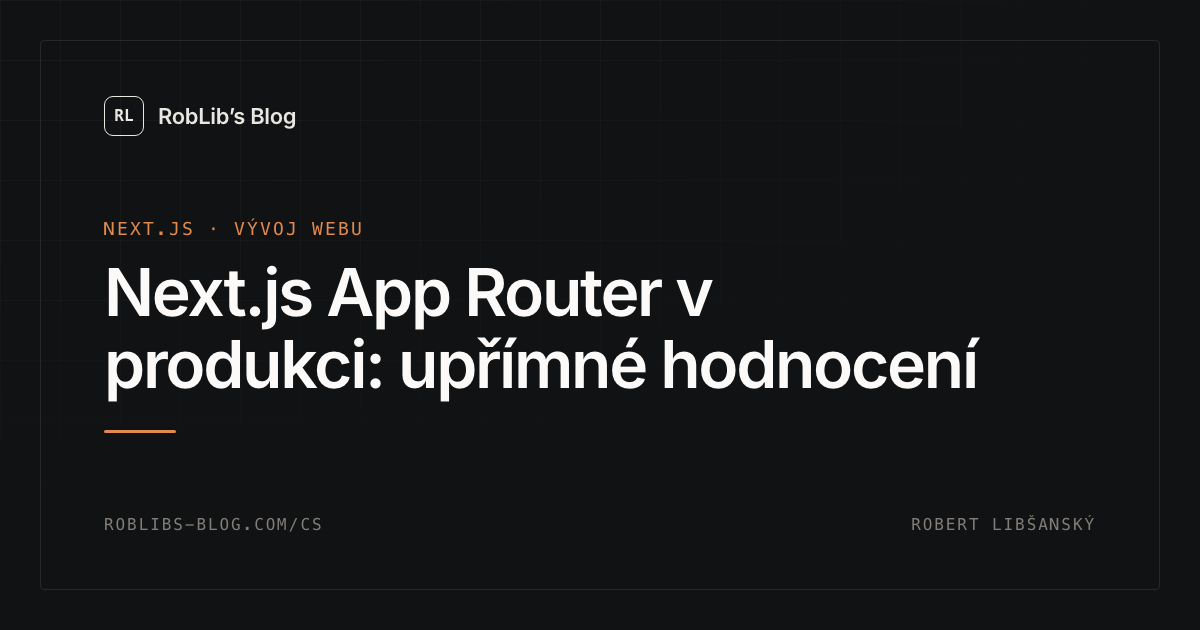 RL
RobLib’s Blog
NEXT.JS · VÝVOJ WEBU
Next.js App Router v
produkci: upřímné hodnocení
ROBLIBS-BLOG.COM/CS
ROBERT LIBŠANSKÝ